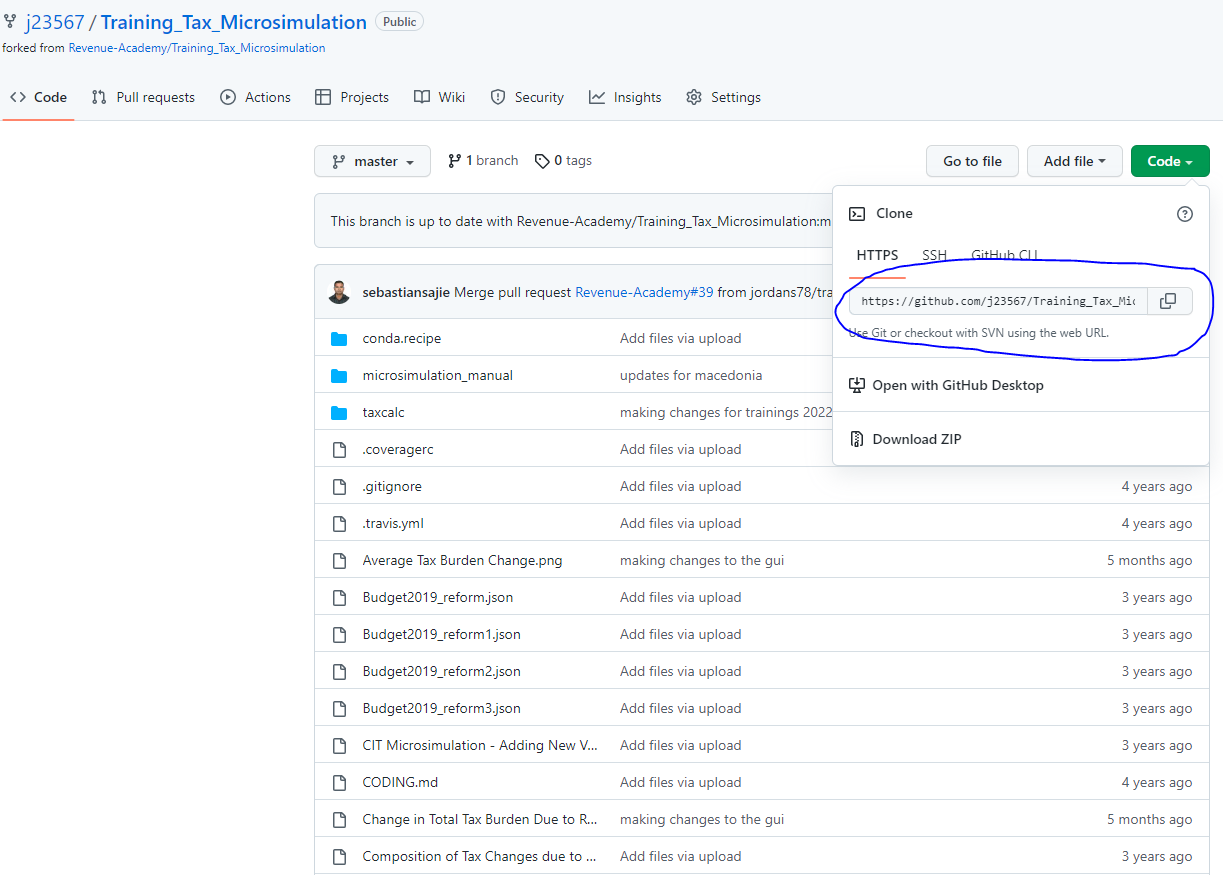 j23567 / Training_Tax_Microsimulation Public
forked from Revenue-Academy/Training_Tax_Microsimulation
Code Pull requests Actions Projects Wiki Security Insights Settings
master 1 branch 0 tags Go to file Add file Code
This branch is up to date with Revenue-Academy/Training_Tax_Microsimulation:m
Clone
HTTPS SSH GitHub CLI
https://github.com/j23567/Training_Tax_Mic
Use Git or checkout with SVN using the web URL.
Open with GitHub Desktop
Download ZIP
sebastiansajie Merge pull request Revenue-Academy#39 from jordans78/tra
conda.recipe Add files via upload
microsimulation_manual updates for macedonia
taxcalc making changes for trainings 2022
.coveragerc Add files via upload
.gitignore Add files via upload 4 years ago
.travis.yml Add files via upload 4 years ago
Average Tax Burden Change.png making changes to the gui 5 months ago
Budget2019_reform.json Add files via upload 3 years ago
Budget2019_reform1.json Add files via upload 3 years ago
Budget2019_reform2.json Add files via upload 3 years ago
Budget2019_reform3.json Add files via upload 3 years ago
CIT Microsimulation - Adding New V... Add files via upload 3 years ago
CODING.md Add files via upload 4 years ago
Change in Total Tax Burden Due to R... making changes to the gui 5 months ago
Composition of Tax Changes due to ... Add files via upload 3 years ago